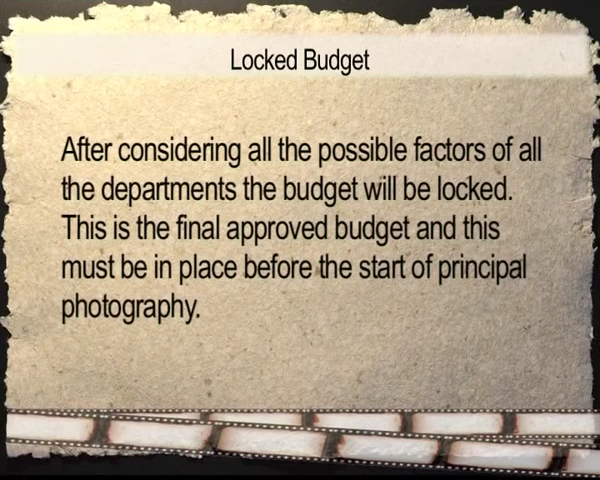 Locked Budget
After considering all the possible factors of all
the departments the budget will be locked.
This is the final approved budget and this
must be in place before the start of principal
photography.